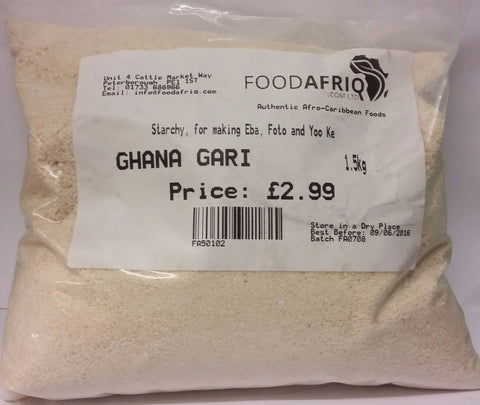 Unit 4 Cattle Market Way
Peterborough, PE1 1ST
Tel: 01733 686966
Email: info@foodafriq.com
FOODAFRIQ
.COM LTD
Authentic Afro-Caribbean Foods
Starchy, for making Eba, Foto and Yoo Ke
GHANA GARI 1.5kg
Price: £2.99
FA50102
Store in a Dry Place
Best Before: 09/06/2016
Batch FA0706